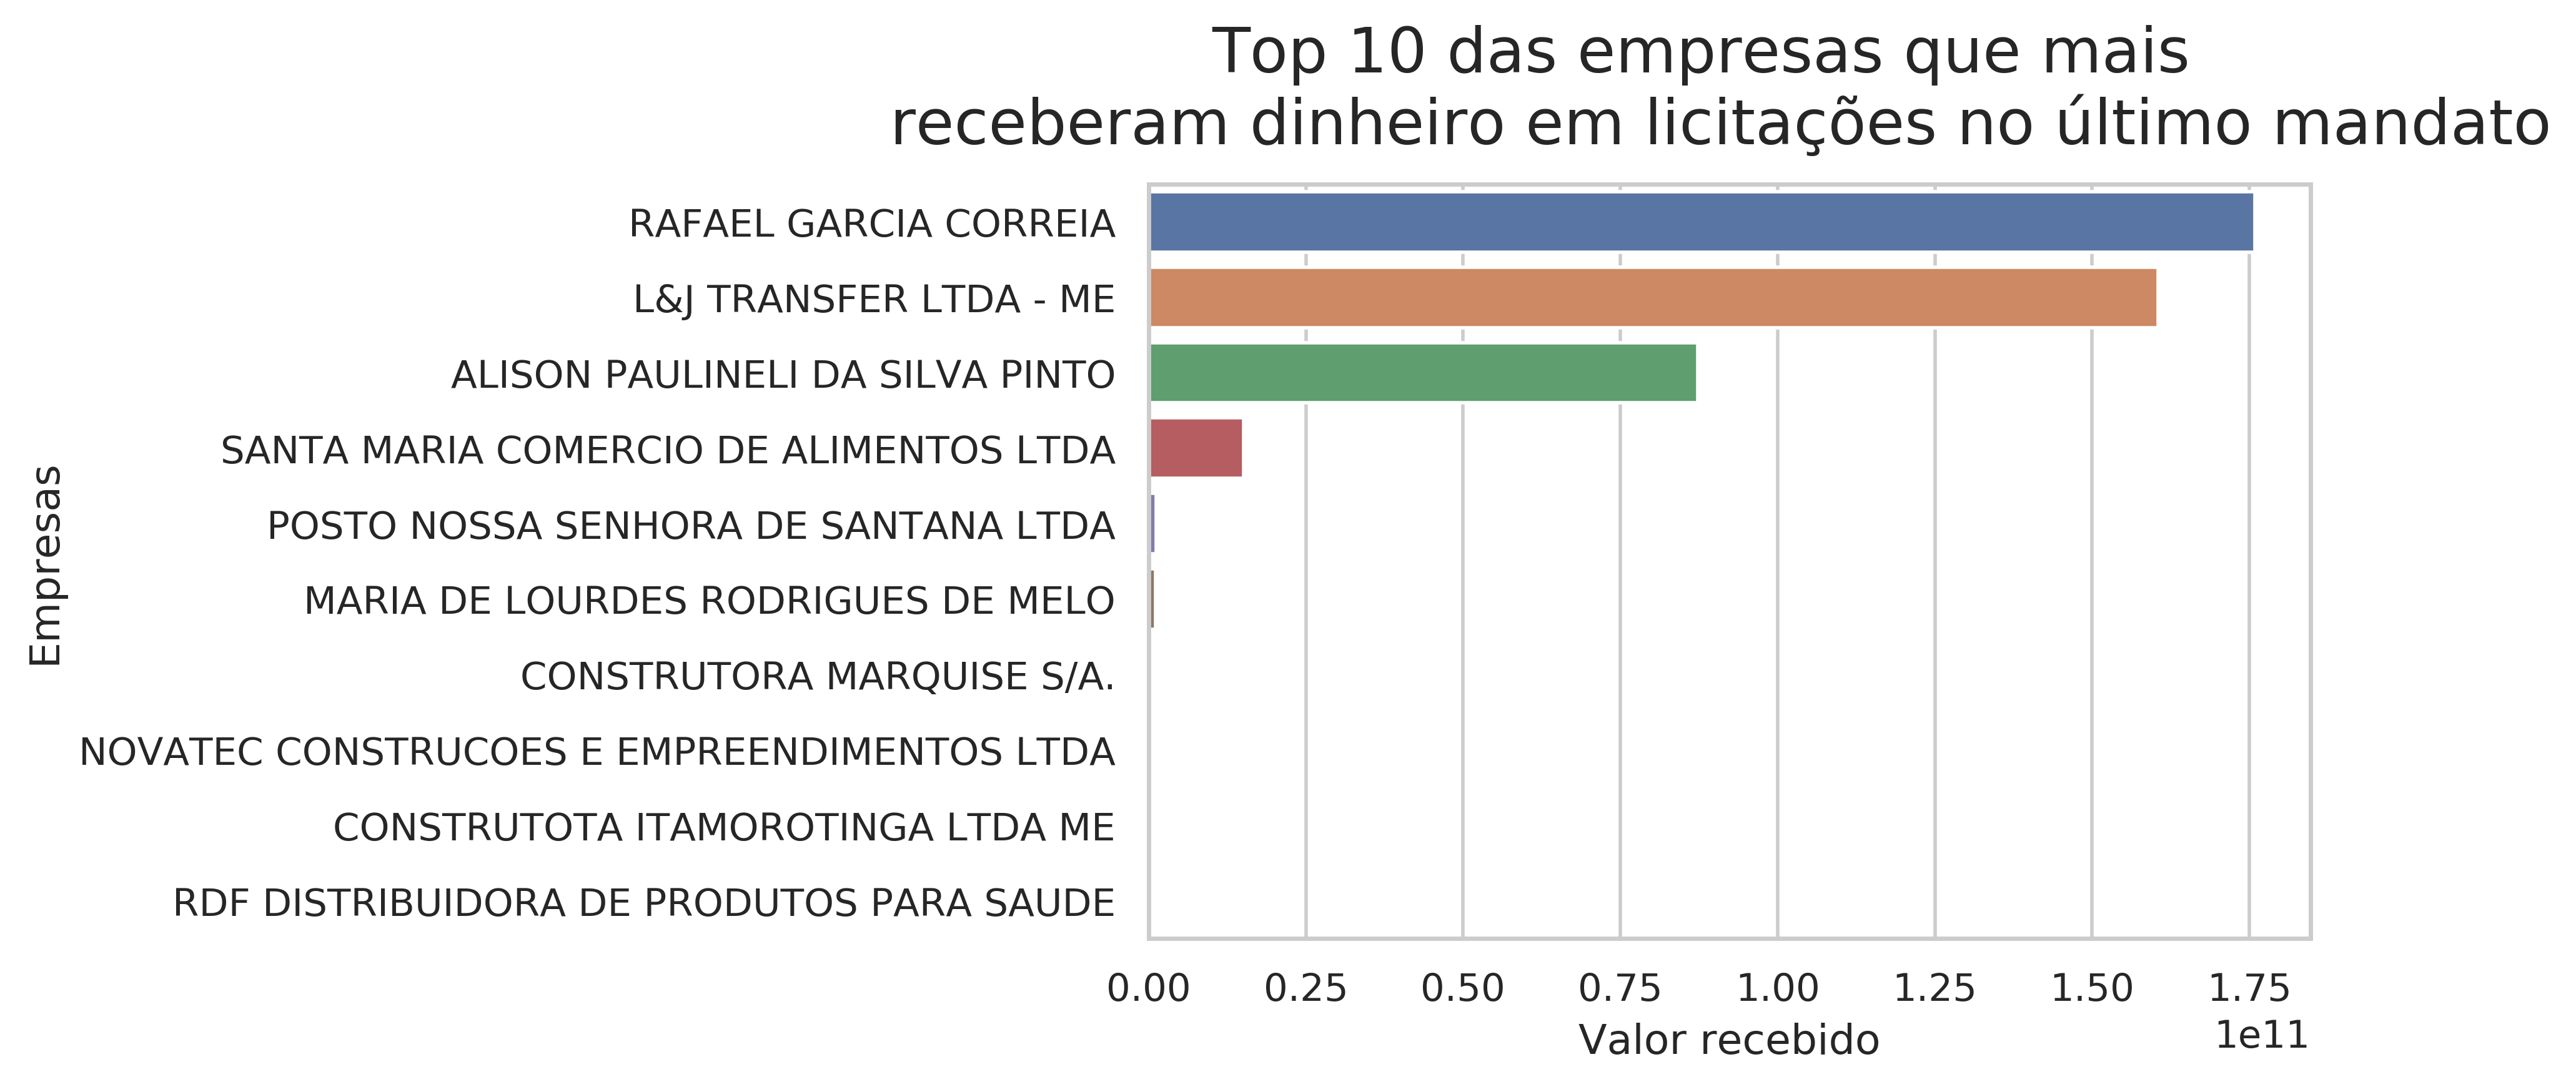 Top 10 das empresas que mais
receberam dinheiro em licitações no último mandato
Empresas
RAFAEL GARCIA CORREIA
L&J TRANSFER LTDA - ME
ALISON PAULINELI DA SILVA PINTO
SANTA MARIA COMERCIO DE ALIMENTOS LTDA
POSTO NOSSA SENHORA DE SANTANA LTDA
MARIA DE LOURDES RODRIGUES DE MELO
CONSTRUTORA MARQUISE S/A.
NOVATEC CONSTRUCOES E EMPREENDIMENTOS LTDA
CONSTRUTOTA ITAMOROTINGA LTDA ME
RDF DISTRIBUIDORA DE PRODUTOS PARA SAUDE
0.00 0.25 0.50 0.75 1.00 1.25 1.50 1.75
1e11
Valor recebido